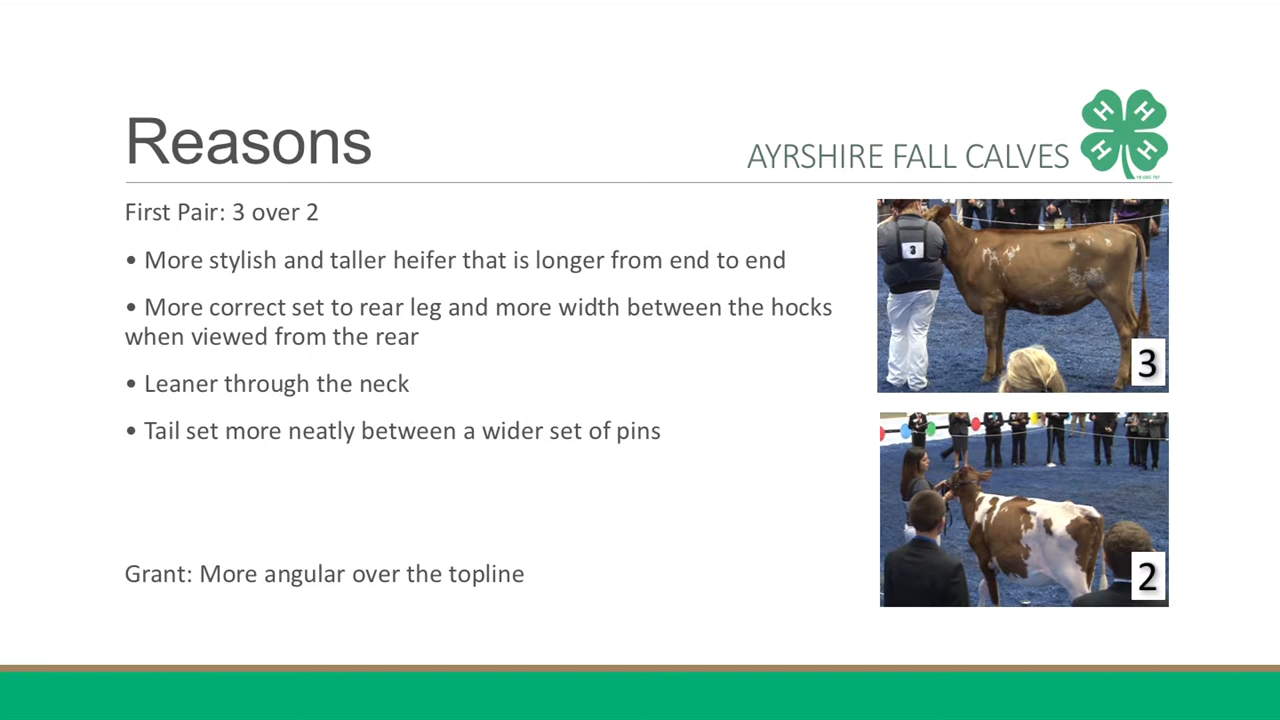 Reasons
AYRSHIRE FALL CALVES
H H
H H
First Pair: 3 over 2
• More stylish and taller heifer that is longer from end to end
• More correct set to rear leg and more width between the hocks
when viewed from the rear
• Leaner through the neck
• Tail set more neatly between a wider set of pins
Grant: More angular over the topline
3
3
2